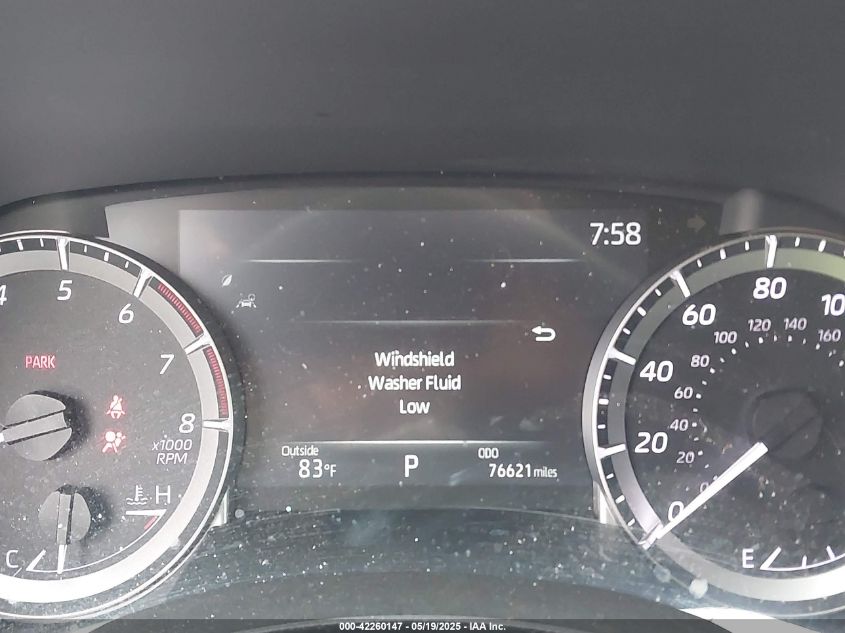 7:58
4 5 6 7 8
x1000
RPM
PARK
H
C
Windshield
Washer Fluid
Low
Outside
83°F
P
ODO
76621 miles
0 20 40 60 80
0 20 40 60 80 100 120 140 160
E
000-42260147 - 05/19/2025 - IAA Inc.